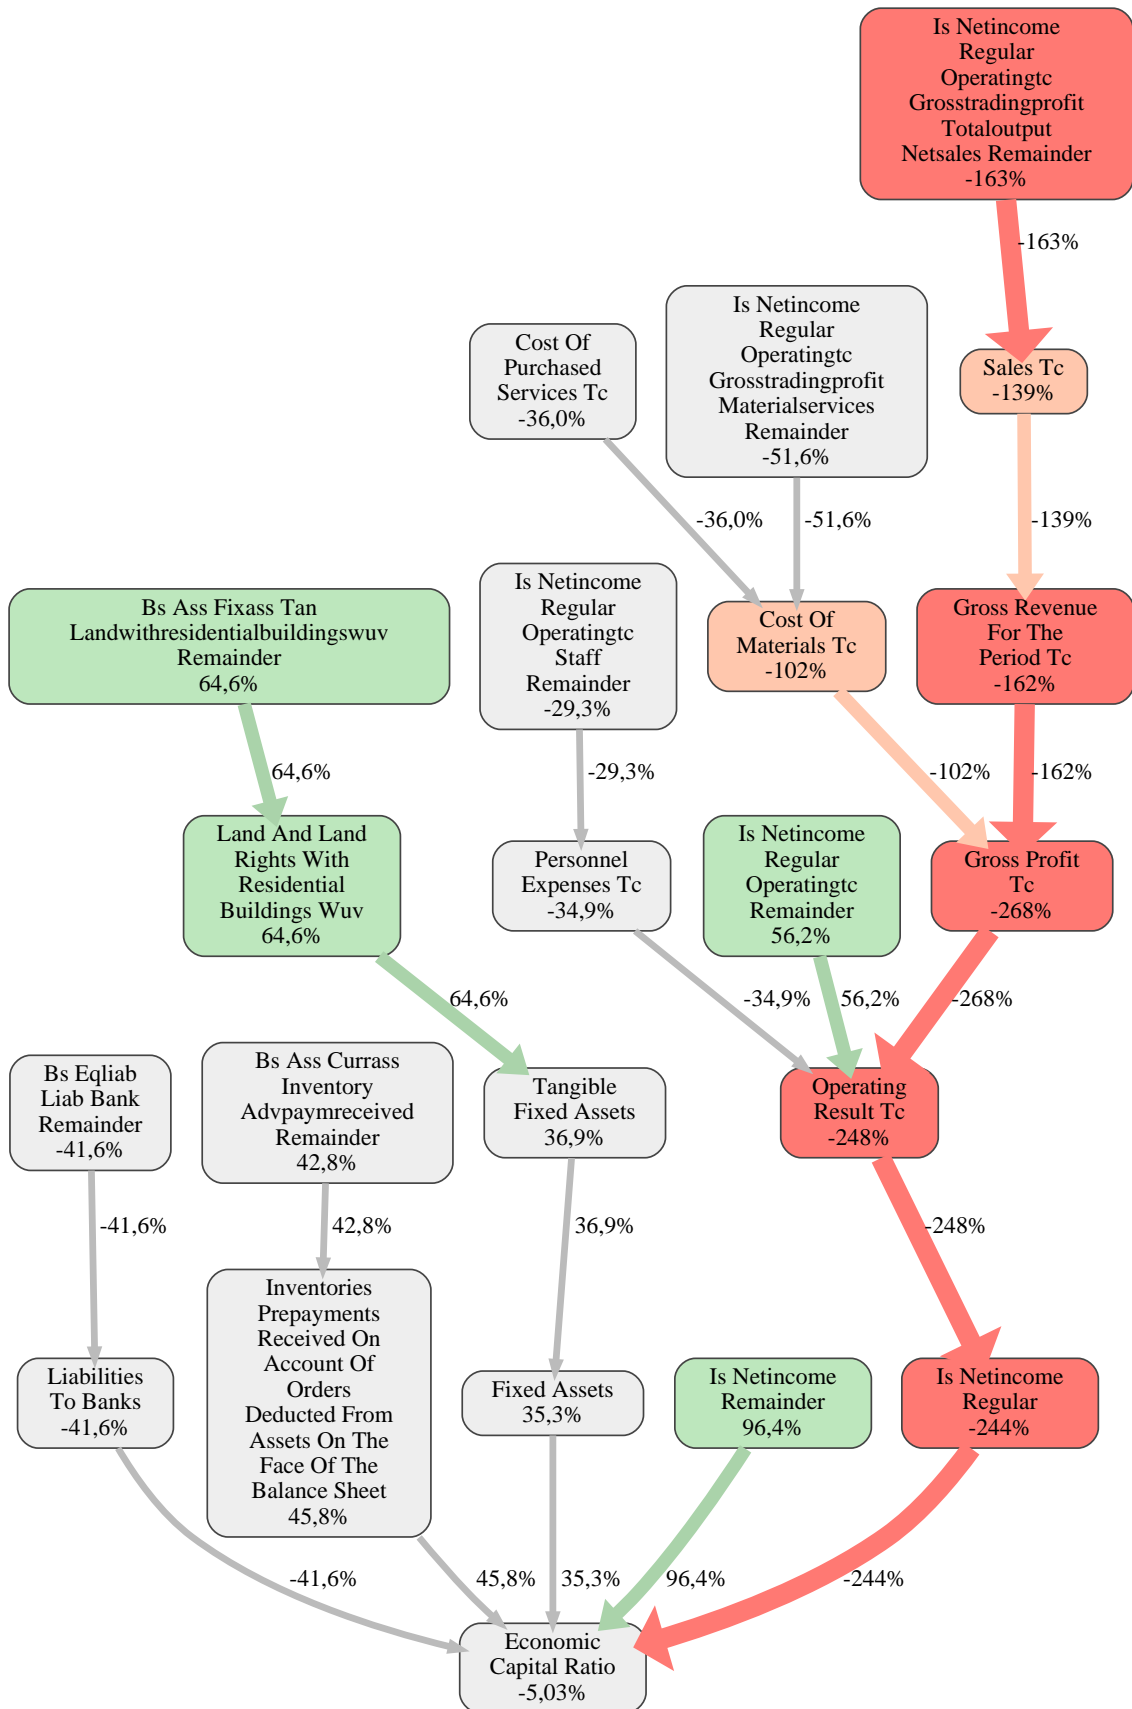 Is Netincome
Regular
Operatingtc
Grosstradingprofit
Totaloutput
Netsales Remainder
-163%
-163%
Is Netincome
Regular
Operatingtc
Grosstradingprofit
Materialservices
Remainder
-51,6%
Cost Of
Purchased
Services Tc
-36,0%
Sales Tc
-139%
-36,0%
-51,6%
-139%
Is Netincome
Regular
Operatingtc
Staff
Remainder
-29,3%
Bs Ass Fixass Tan
Landwithresidentialbuildingswuv
Remainder
64,6%
Cost Of
Materials Tc
-102%
Gross Revenue
For The
Period Tc
-162%
64,6%
-29,3%
-102%
-162%
Land And Land
Rights With
Residential
Buildings Wuv
64,6%
Personnel
Expenses Tc
-34,9%
Is Netincome
Regular
Operatingtc
Remainder
56,2%
Gross Profit
Tc
-268%
64,6%
-34,9%
56,2%
-268%
Bs Eqliab
Liab Bank
Remainder
-41,6%
Bs Ass Currass
Inventory
Advpaymreceived
Remainder
42,8%
Tangible
Fixed Assets
36,9%
Operating
Result Tc
-248%
-41,6%
42,8%
36,9%
-248%
Liabilities
To Banks
-41,6%
Inventories
Prepayments
Received On
Account Of
Orders
Deducted From
Assets On The
Face Of The
Balance Sheet
45,8%
Fixed Assets
35,3%
Is Netincome
Remainder
96,4%
Is Netincome
Regular
-244%
-41,6%
45,8%
35,3%
96,4%
-244%
Economic
Capital Ratio
-5,03%